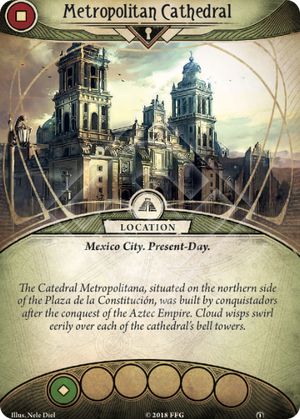 Metropolitan Cathedral
LOCATION
Mexico City. Present-Day.
The Catedral Metropolitana, situated on the northern side
of the Plaza de la Constitución, was built by conquistadors
after the conquest of the Aztec Empire. Cloud wisps swirl
eerily over each of the cathedral's bell towers.
Illus. Nele Diel
© 2018 FFG